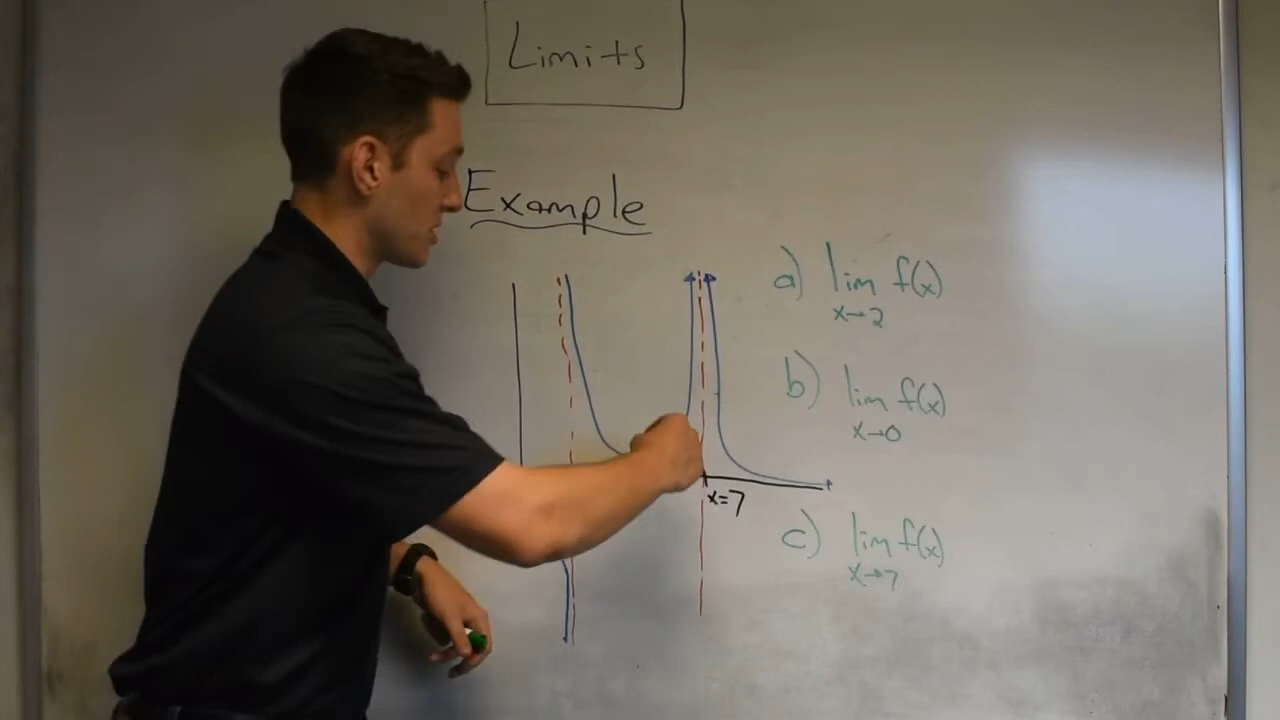 Limits
Example
a) lim f(x)
x→2
b) lim f(x)
x→0
x=7
c) lim f(x)
x→7